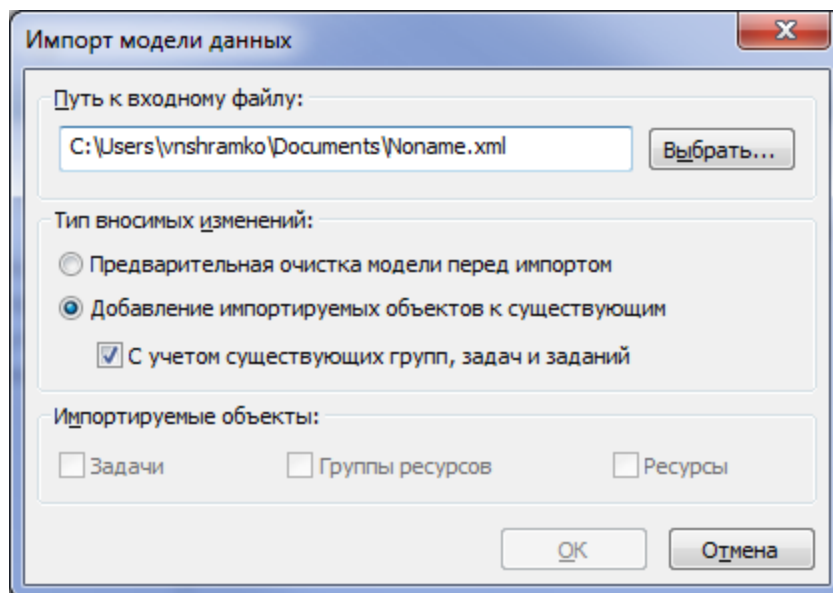 Импорт модели данных
Путь к входному файлу:
C:\Users\vnshramko\Documents\Noname.xml
Выбрать...
Тип вносимых изменений:
Предварительная очистка модели перед импортом
Добавление импортируемых объектов к существующим
С учетом существующих групп, задач и заданий
Импортируемые объекты:
Задачи Группы ресурсов Ресурсы
OK Отмена